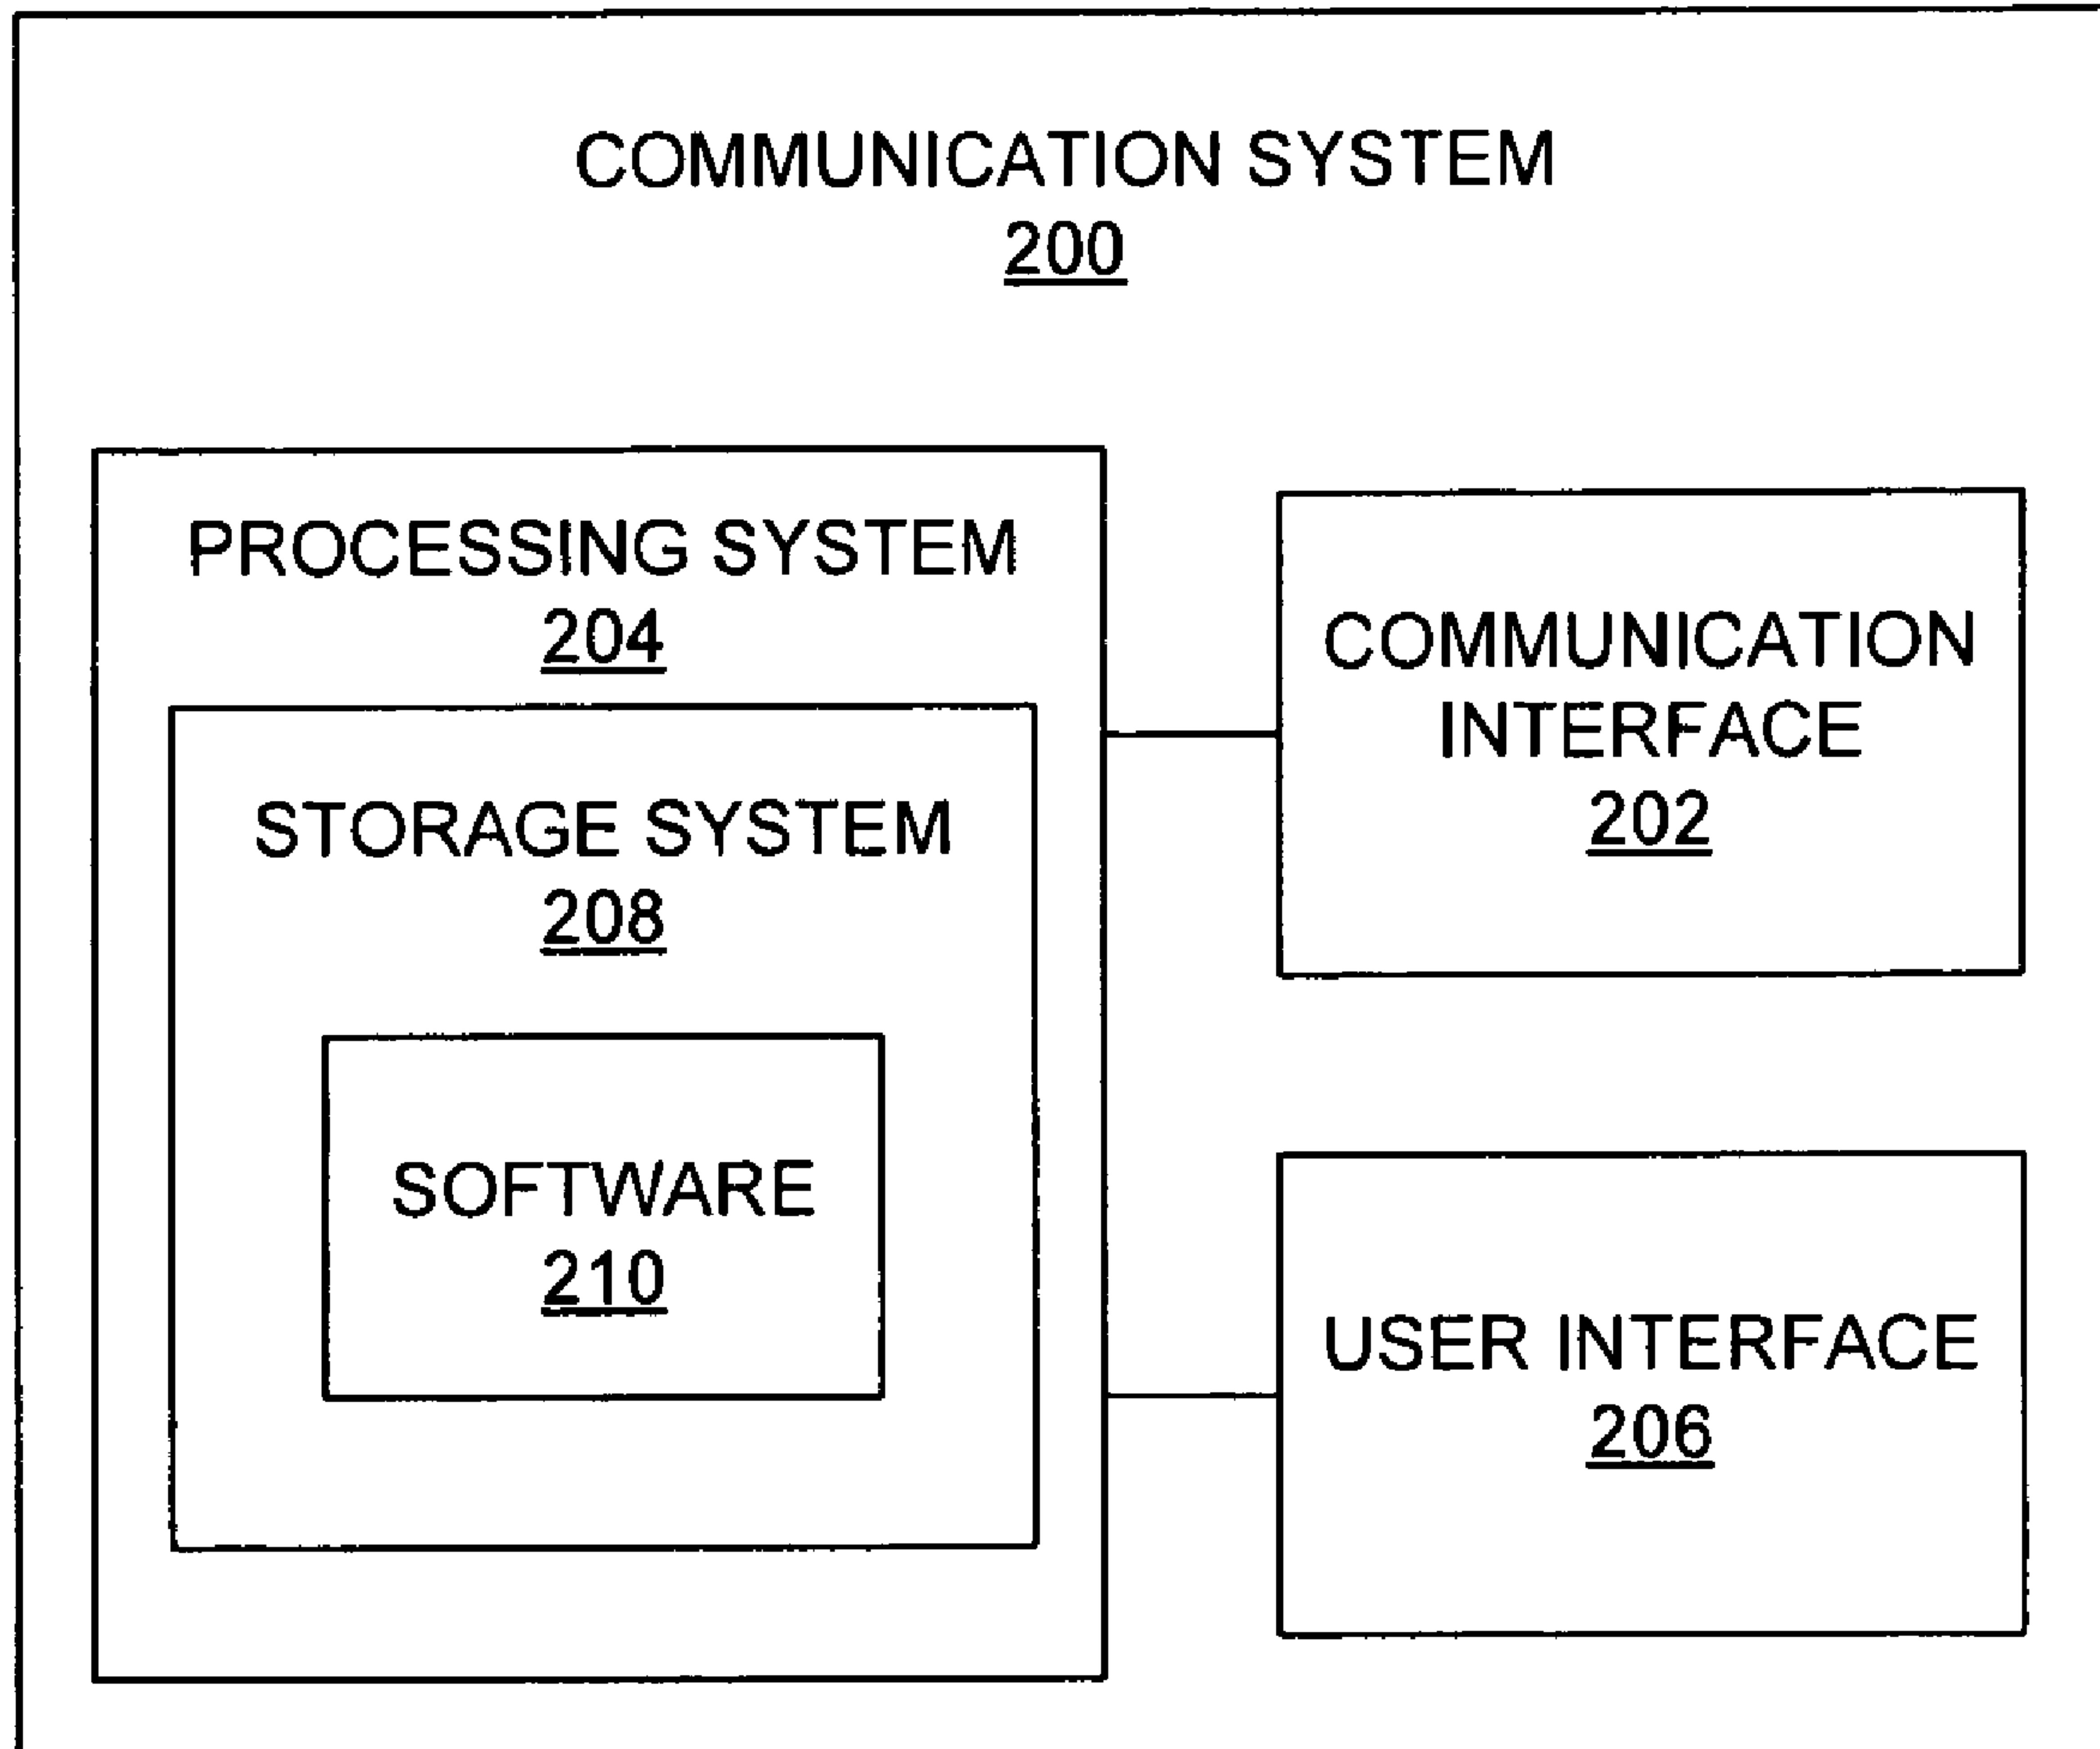 COMMUNICATION SYSTEM
200
PROCESSING SYSTEM
204
STORAGE SYSTEM
208
SOFTWARE
210
COMMUNICATION
INTERFACE
202
USER INTERFACE
206